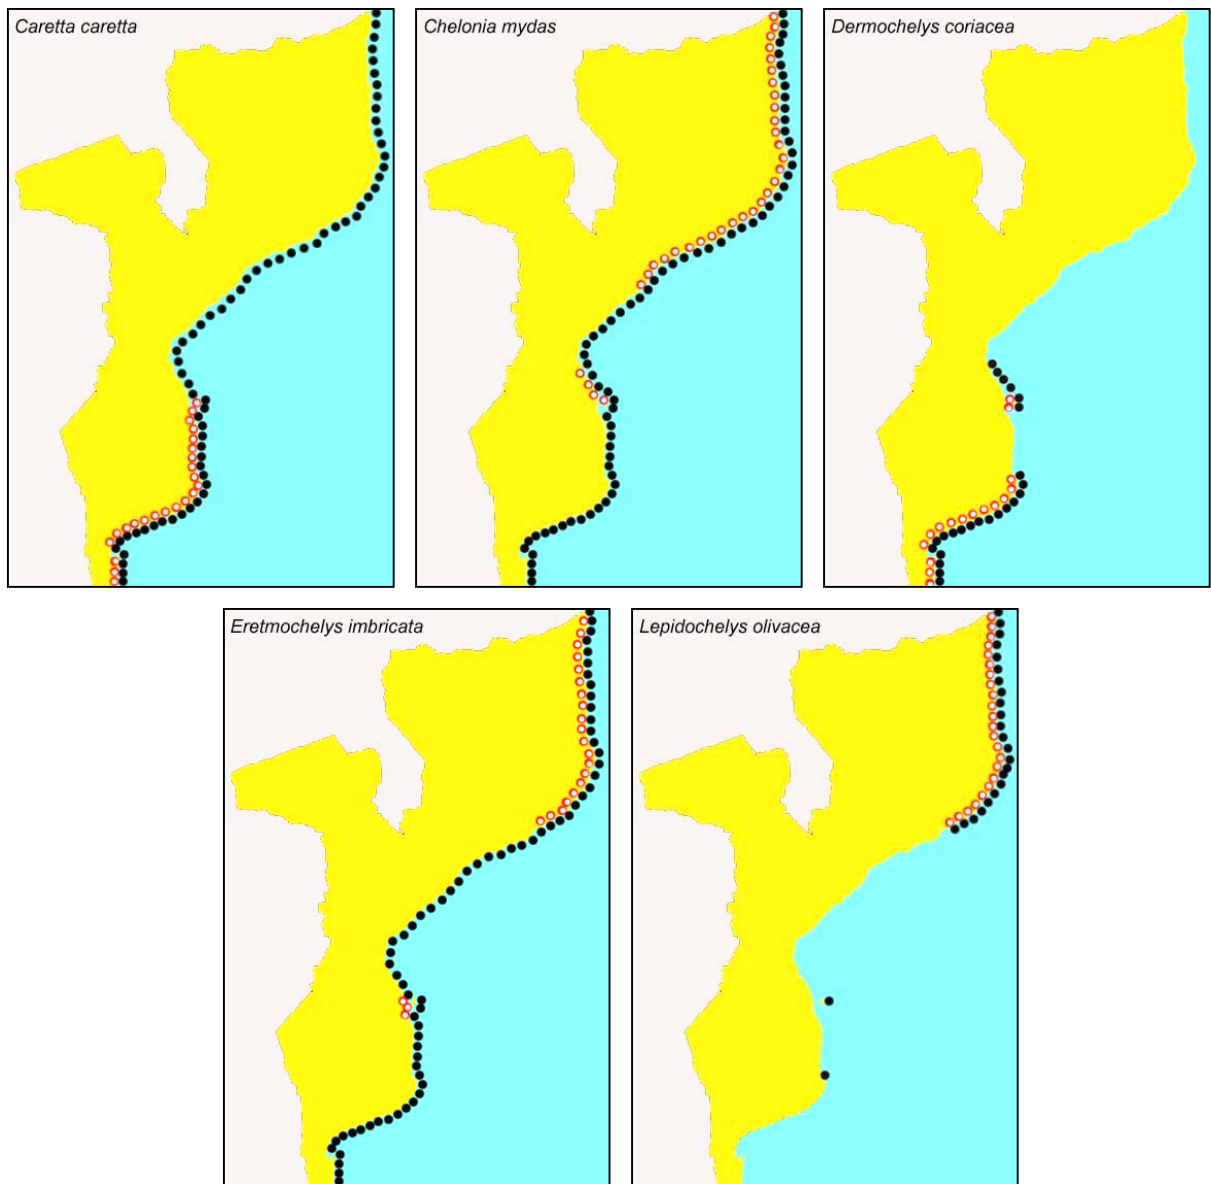 Caretta caretta
Chelonia mydas
Dermochelys coriacea
Eretmochelys imbricata
Lepidochelys olivacea